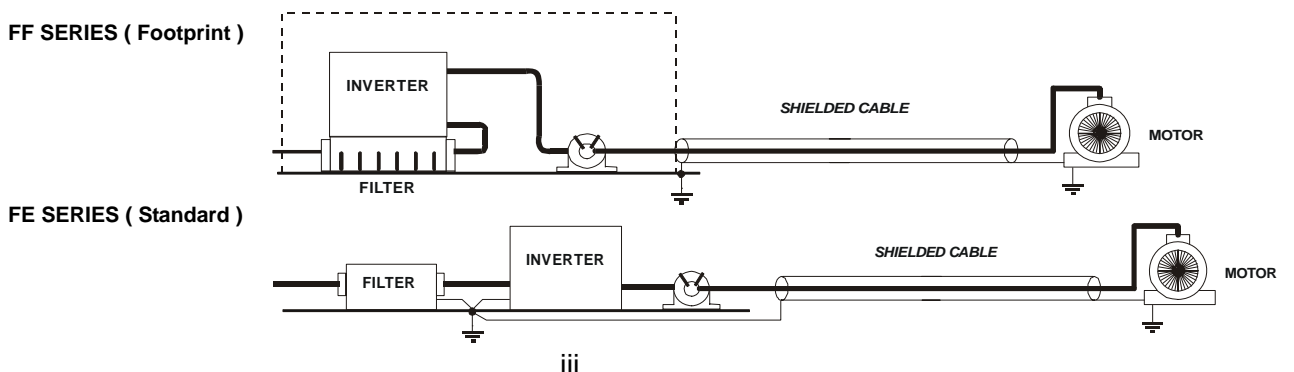 FF SERIES ( Footprint )
INVERTER
SHIELDED CABLE
MOTOR
FILTER
FE SERIES ( Standard )
INVERTER
SHIELDED CABLE
FILTER
MOTOR
iii